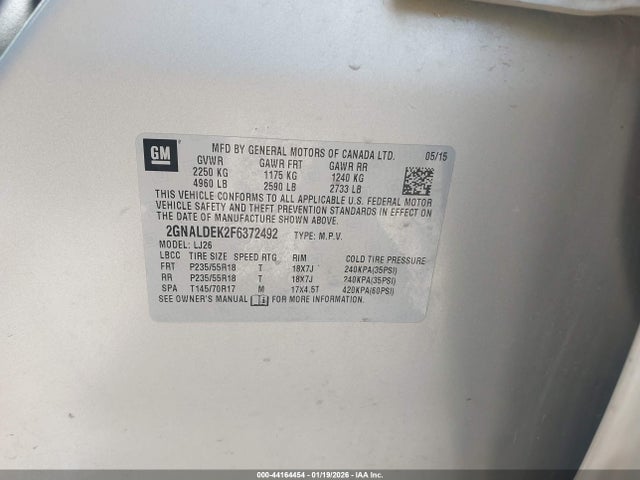 GM
MFD BY GENERAL MOTORS OF CANADA LTD. 05/15
GVWR GAWR FRT GAWR RR
2250 KG 1175 KG 1240 KG
4960 LB 2590 LB 2733 LB
THIS VEHICLE CONFORMS TO ALL APPLICABLE U.S. FEDERAL MOTOR
VEHICLE SAFETY AND THEFT PREVENTION STANDARDS IN EFFECT ON
THE DATE OF MANUFACTURE SHOWN ABOVE.
2GNALDEK2F6372492 TYPE: M.P.V.
MODEL: LJ26
LBCC TIRE SIZE SPEED RTG RIM COLD TIRE PRESSURE
FRT P235/55R18 T 18X7J 240KPA(35PSI)
RR P235/55R18 T 18X7J 240KPA(35PSI)
SPA T145/70R17 M 17X4.5T 420KPA(60PSI)
SEE OWNER'S MANUAL FOR MORE INFORMATION.
000-44164454 | 01/19/2026 | IAA Inc.